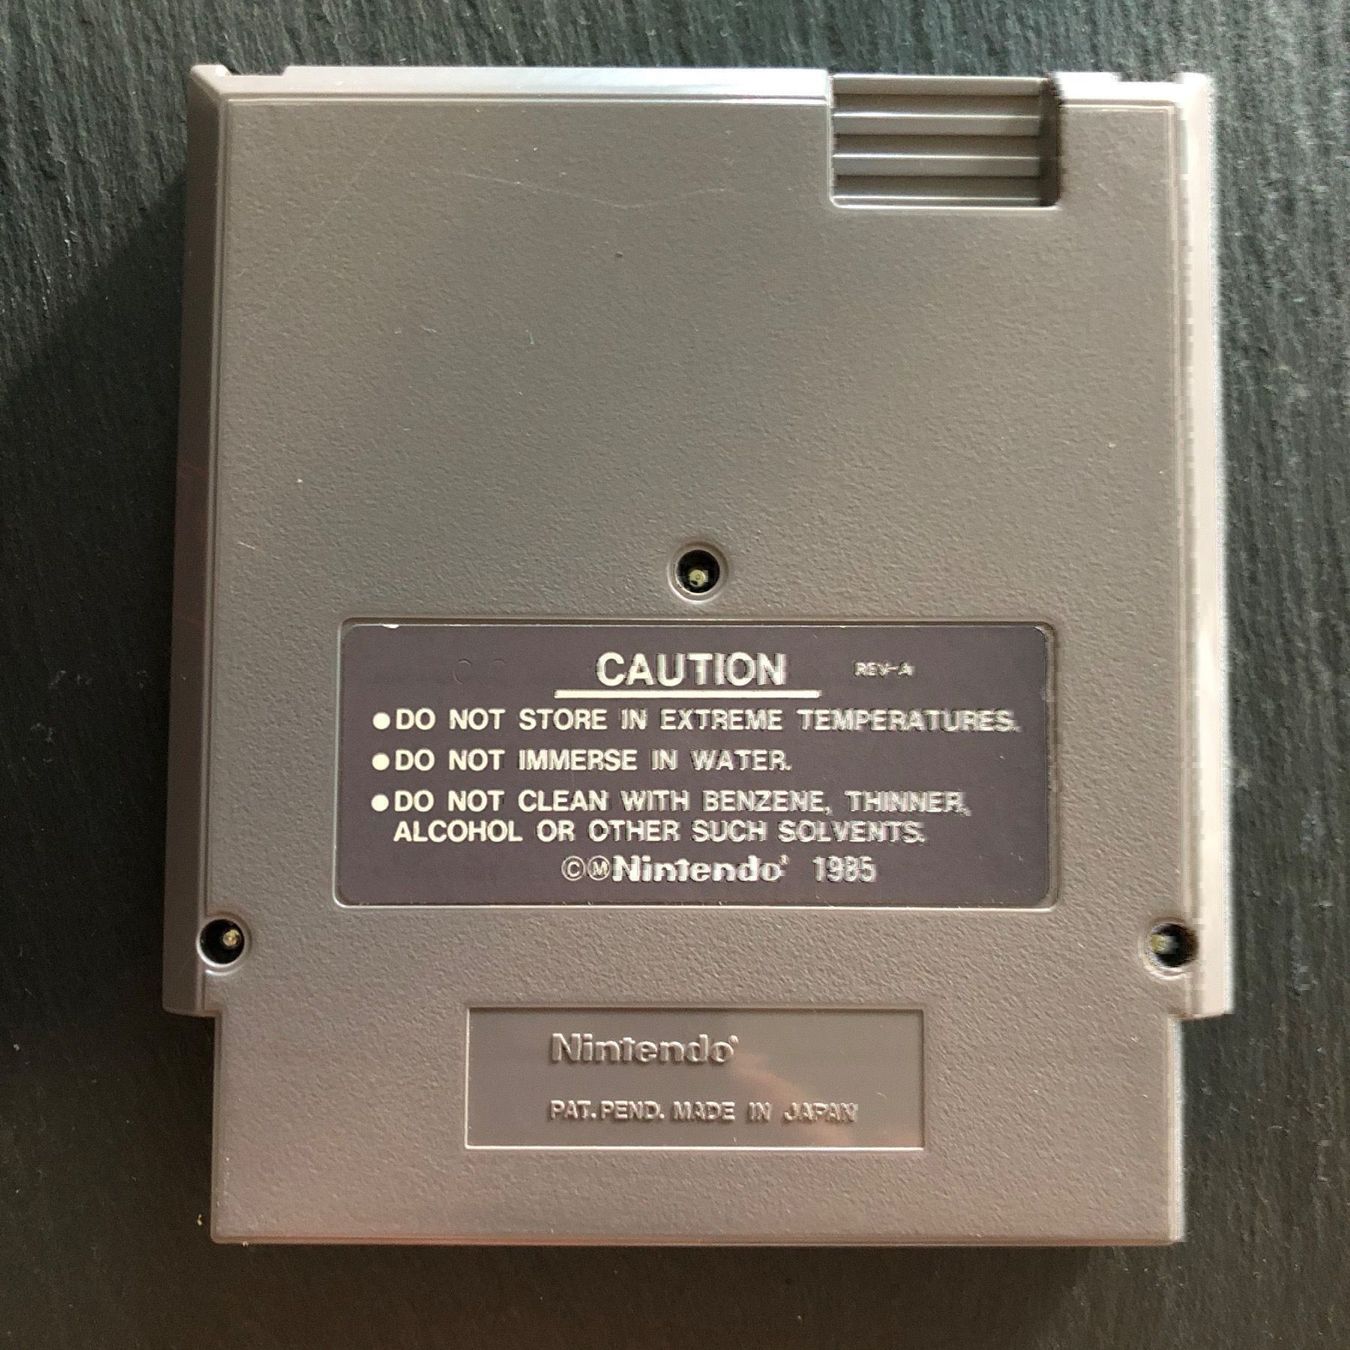 CAUTION REV-A
●DO NOT STORE IN EXTREME TEMPERATURES.
●DO NOT IMMERSE IN WATER.
●DO NOT CLEAN WITH BENZENE, THINNER,
ALCOHOL OR OTHER SUCH SOLVENTS.
©ⓂNintendo® 1985
Nintendo®
PAT. PEND. MADE IN JAPAN